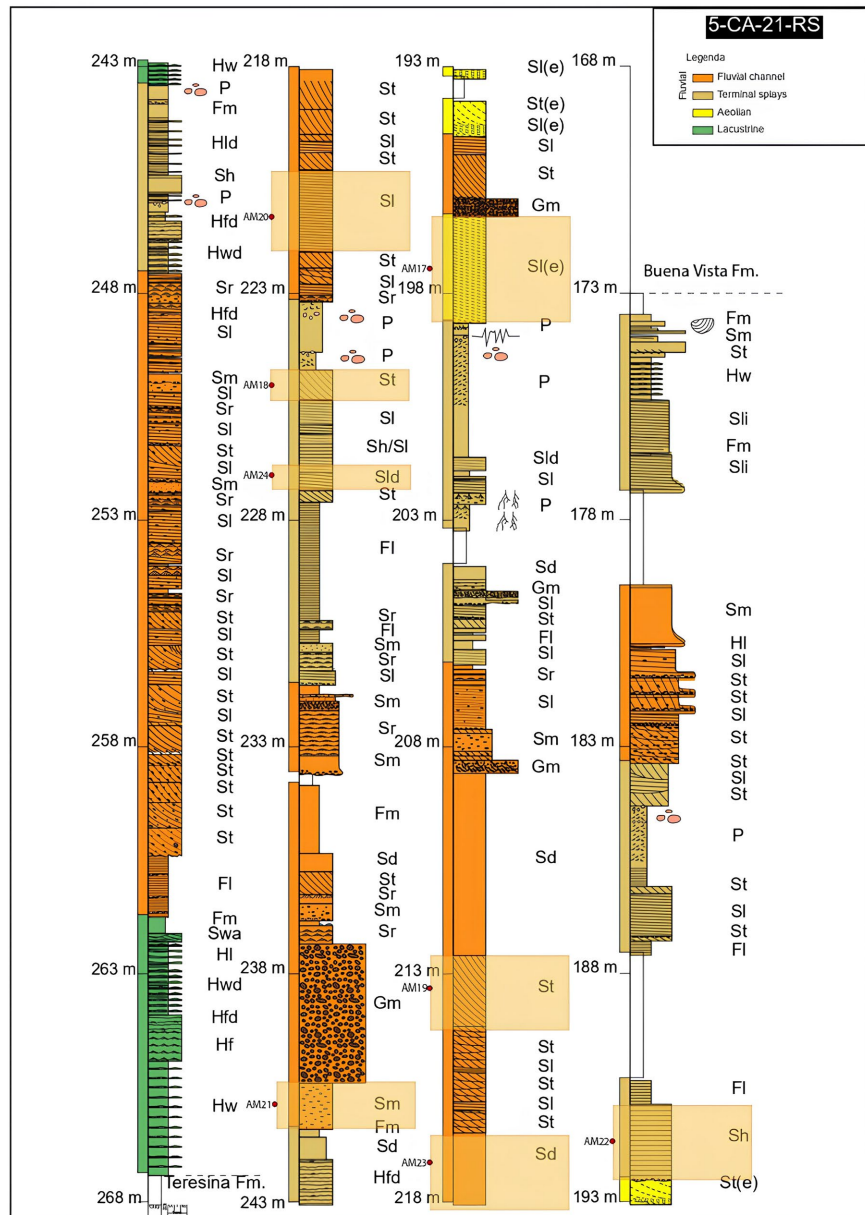 5-CA-21-RS
Legenda
Fluvial
Fluvial channel
Terminal splays
Aeolian
Lacustrine
243 m
Hw
P
Fm
Hld
Sh
P
Hfd
Hwd
248 m
Sr
Hfd
Sl
Sm
Sl
Sr
Sl
St
Sl
Sm
Sr
253 m
Sl
Sr
Sl
Sr
St
Sl
St
Sl
St
Sl
258 m
St
St
St
St
St
St
Fl
Fm
Swa
Hl
263 m
Hwd
Hfd
Hf
Hw
Teresina Fm.
268 m
218 m
St
St
Sl
St
Sl
AM20
St
Sl
223 m
Sr
P
P
St
AM18
Sl
Sh/Sl
Sld
AM24
St
228 m
Fl
Sr
Fl
Sm
Sr
Sl
Sm
Sr
233 m
Sm
Fm
Sd
St
Sr
Sm
Sr
238 m
Gm
Sm
AM21
Fm
Sd
Hfd
243 m
193 m
Sl(e)
St(e)
Sl(e)
Sl
St
Gm
Sl(e)
AM17
198 m
P
P
Sld
Sl
P
203 m
Sd
Gm
Sl
St
Fl
Sl
Sr
Sl
208 m
Sm
Gm
Sd
213 m
St
AM19
St
Sl
St
Sl
St
Sd
AM23
218 m
168 m
Buena Vista Fm.
173 m
Fm
Sm
St
Hw
Sli
Fm
Sli
178 m
Sm
Hl
Sl
St
St
Sl
183 m
St
St
Sl
St
P
St
Sl
St
Fl
188 m
Fl
Sh
AM22
St(e)
193 m